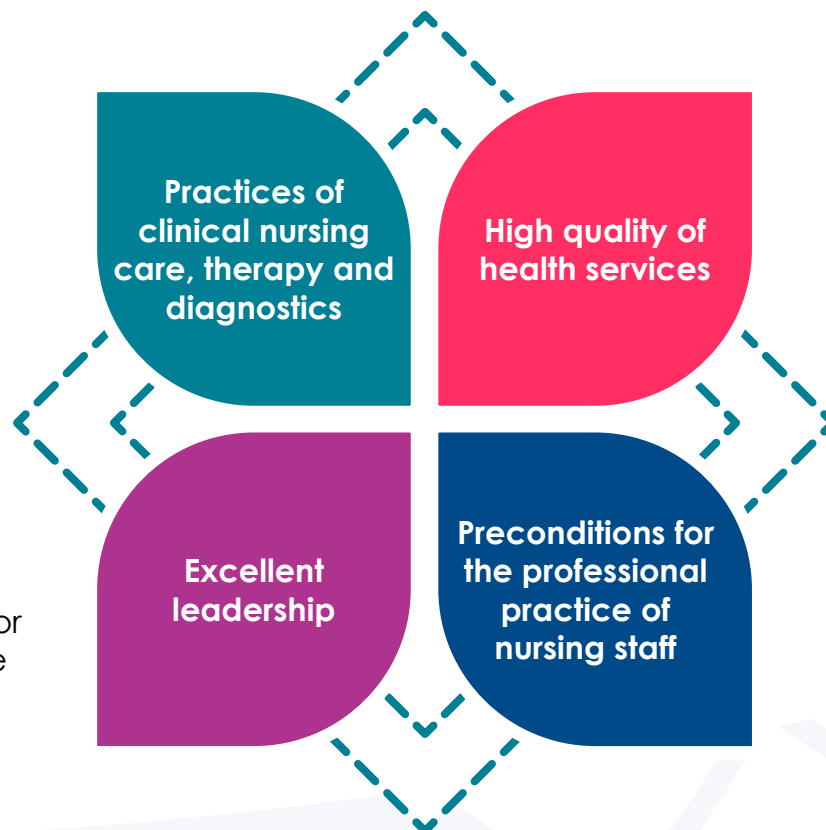 Practices of
clinical nursing
care, therapy and
diagnostics
High quality of
health services
Excellent
leadership
Preconditions for
the professional
practice of
nursing staff
or
e